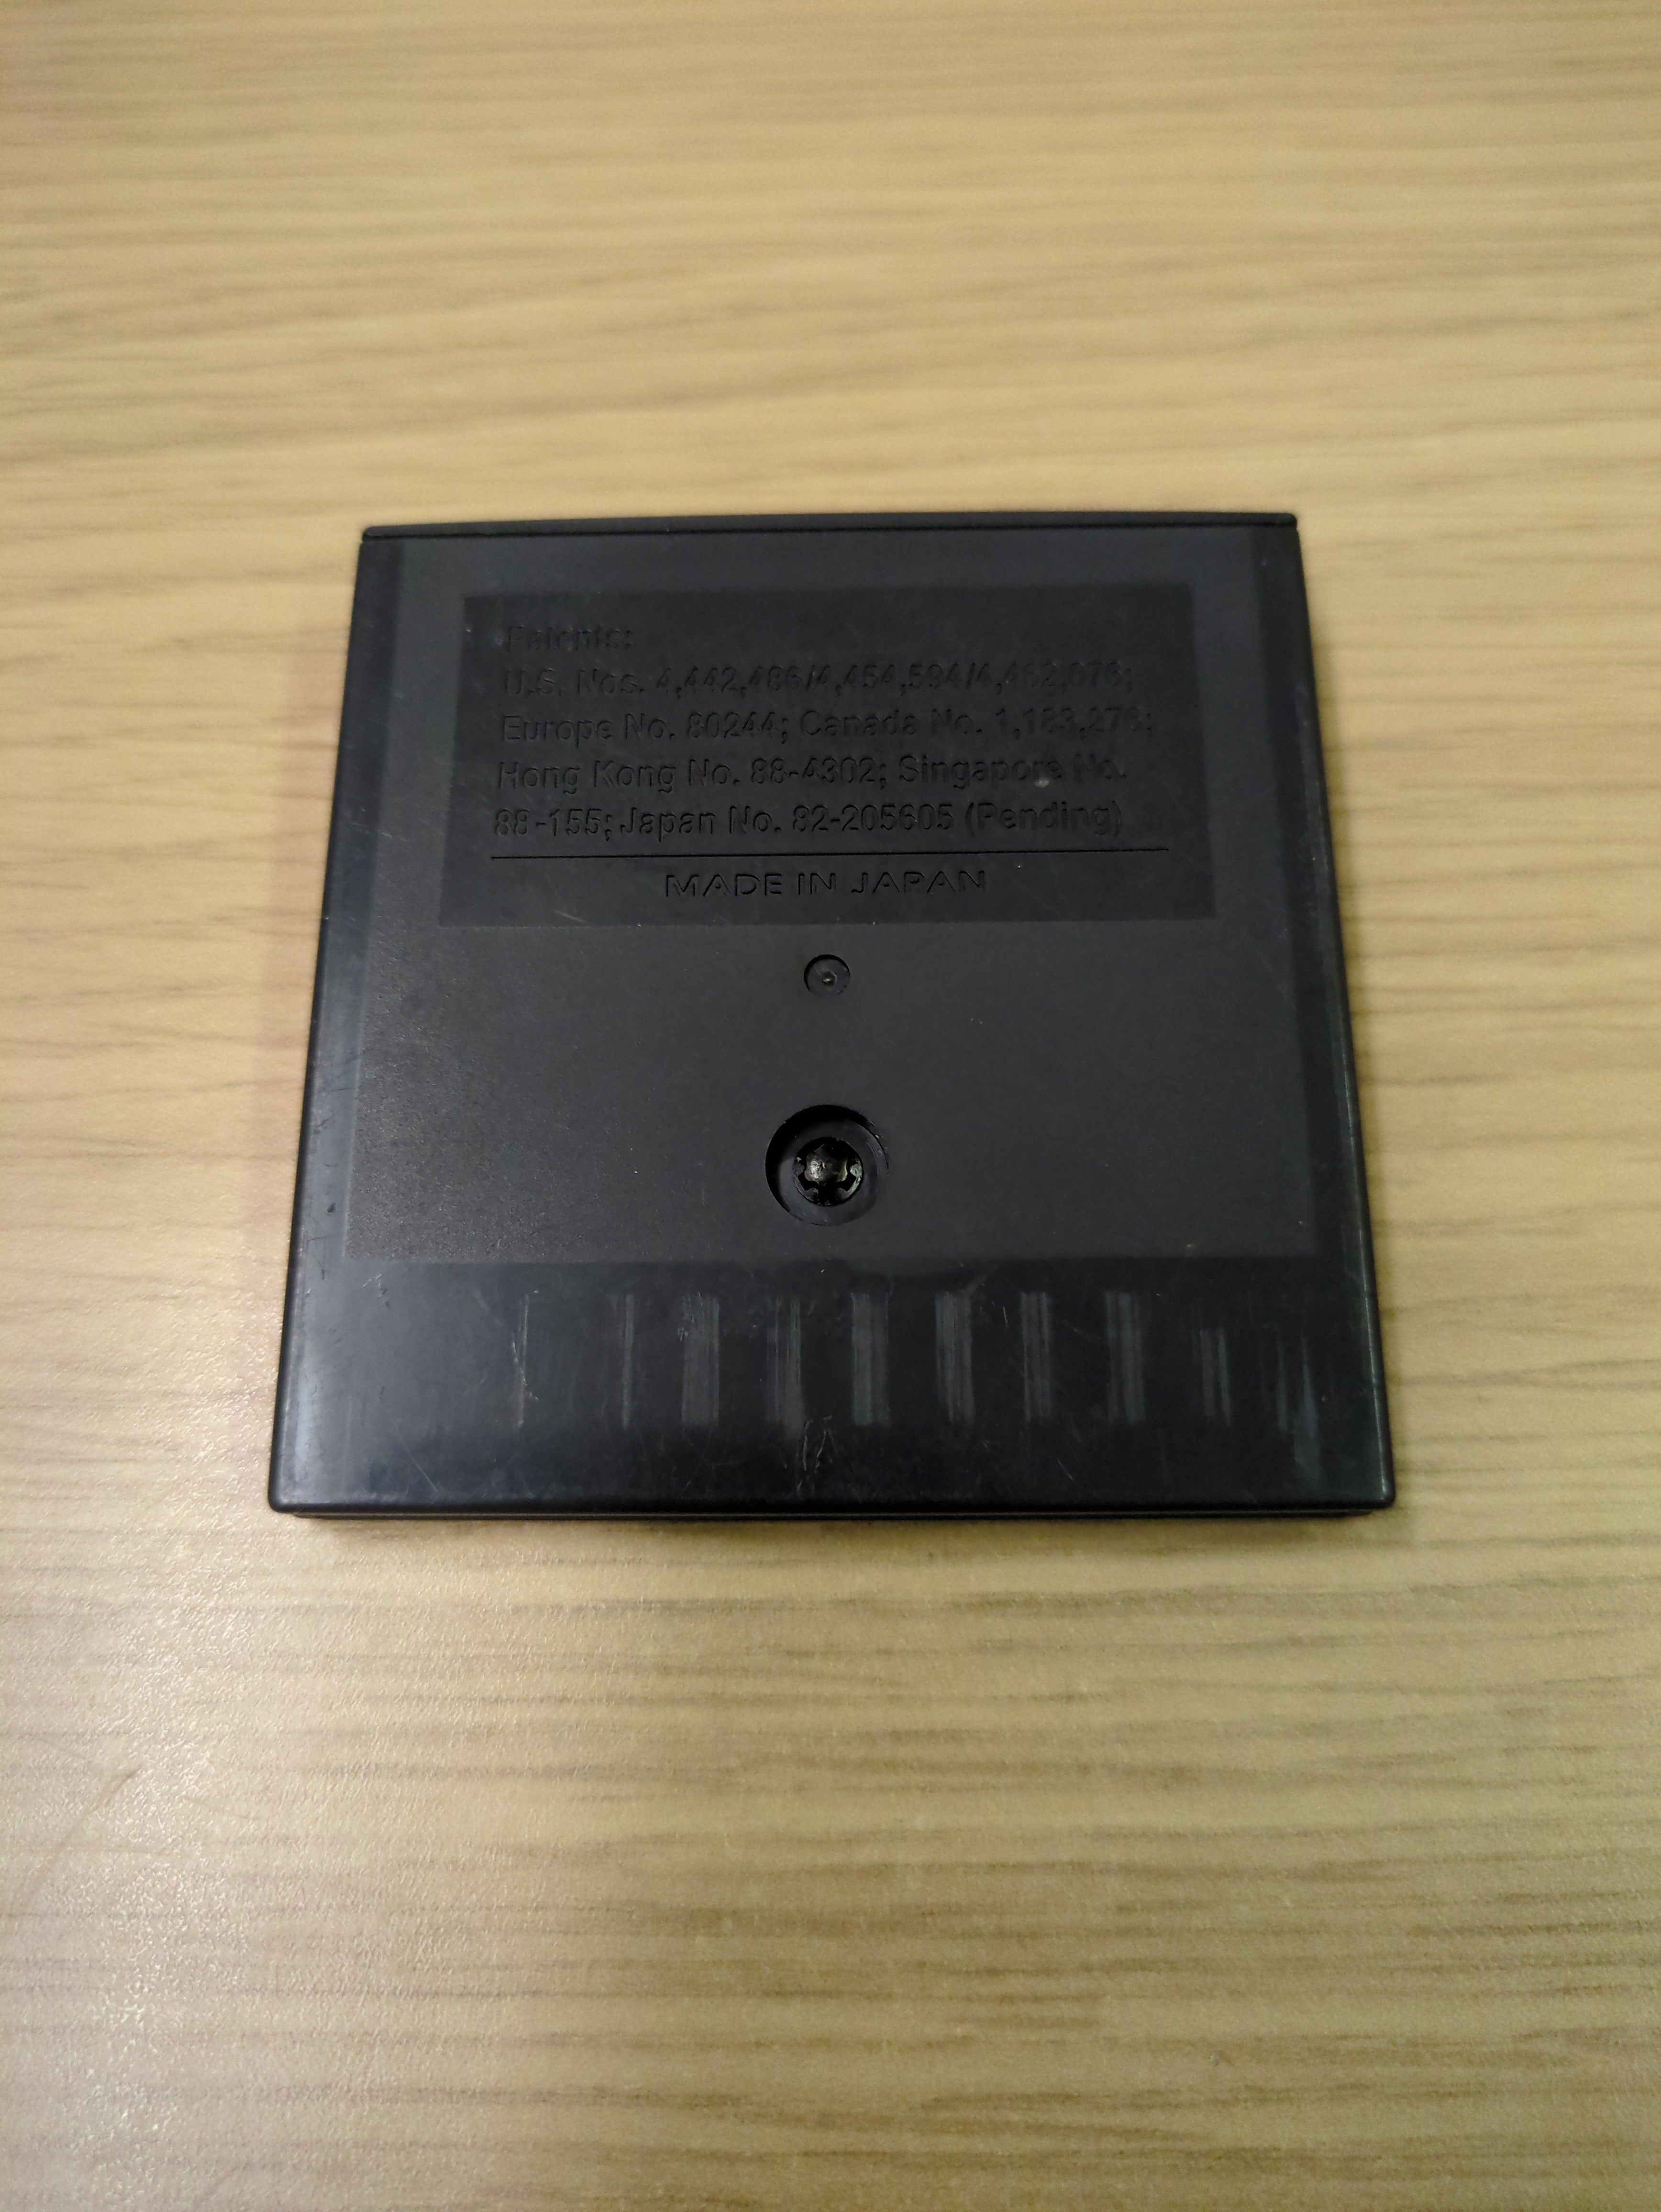 Patents:
U.S. Nos. 4,442,486/4,454,594/4,462,076;
Europe No. 80244; Canada No. 1,183,276;
Hong Kong No. 88-4302; Singapore No.
88-155; Japan No. 82-205605 (Pending)
MADE IN JAPAN